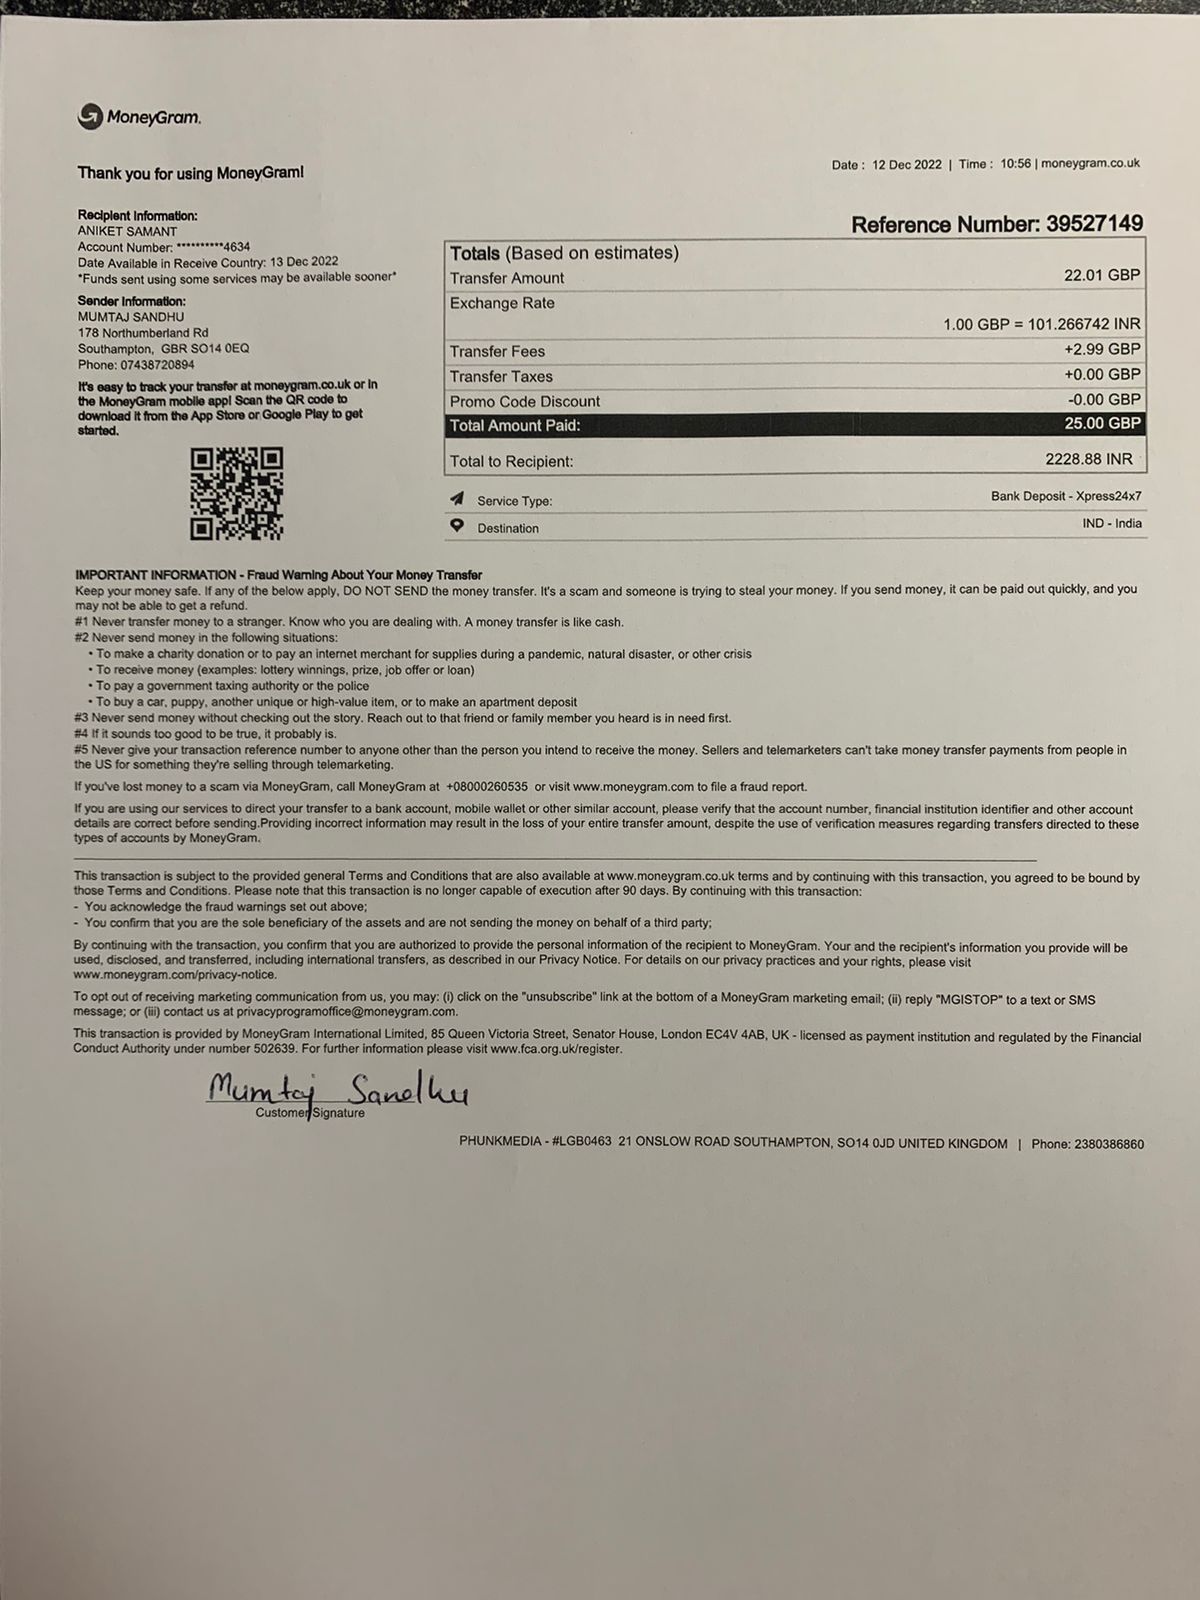 MoneyGram.
Thank you for using MoneyGram!
Date : 12 Dec 2022 | Time : 10:56 | moneygram.co.uk
Recipient Information:
ANIKET SAMANT
Account Number: **********4634
Date Available in Receive Country: 13 Dec 2022
*Funds sent using some services may be available sooner*
Sender Information:
MUMTAJ SANDHU
178 Northumberland Rd
Southampton, GBR SO14 0EQ
Phone: 07438720894
It's easy to track your transfer at moneygram.co.uk or in
the MoneyGram mobile app! Scan the QR code to
download it from the App Store or Google Play to get
started.
Reference Number: 39527149
Totals (Based on estimates)
Transfer Amount 22.01 GBP
Exchange Rate
1.00 GBP = 101.266742 INR
Transfer Fees +2.99 GBP
Transfer Taxes +0.00 GBP
Promo Code Discount -0.00 GBP
Total Amount Paid: 25.00 GBP
Total to Recipient: 2228.88 INR
Service Type: Bank Deposit - Xpress24x7
Destination IND - India
IMPORTANT INFORMATION - Fraud Warning About Your Money Transfer
Keep your money safe. If any of the below apply, DO NOT SEND the money transfer. It's a scam and someone is trying to steal your money. If you send money, it can be paid out quickly, and you
may not be able to get a refund.
#1 Never transfer money to a stranger. Know who you are dealing with. A money transfer is like cash.
#2 Never send money in the following situations:
• To make a charity donation or to pay an internet merchant for supplies during a pandemic, natural disaster, or other crisis
• To receive money (examples: lottery winnings, prize, job offer or loan)
• To pay a government taxing authority or the police
• To buy a car, puppy, another unique or high-value item, or to make an apartment deposit
#3 Never send money without checking out the story. Reach out to that friend or family member you heard is in need first.
#4 If it sounds too good to be true, it probably is.
#5 Never give your transaction reference number to anyone other than the person you intend to receive the money. Sellers and telemarketers can't take money transfer payments from people in
the US for something they're selling through telemarketing.
If you've lost money to a scam via MoneyGram, call MoneyGram at +08000260535 or visit www.moneygram.com to file a fraud report.
If you are using our services to direct your transfer to a bank account, mobile wallet or other similar account, please verify that the account number, financial institution identifier and other account
details are correct before sending.Providing incorrect information may result in the loss of your entire transfer amount, despite the use of verification measures regarding transfers directed to these
types of accounts by MoneyGram.
This transaction is subject to the provided general Terms and Conditions that are also available at www.moneygram.co.uk terms and by continuing with this transaction, you agreed to be bound by
those Terms and Conditions. Please note that this transaction is no longer capable of execution after 90 days. By continuing with this transaction:
- You acknowledge the fraud warnings set out above;
- You confirm that you are the sole beneficiary of the assets and are not sending the money on behalf of a third party;
By continuing with the transaction, you confirm that you are authorized to provide the personal information of the recipient to MoneyGram. Your and the recipient's information you provide will be
used, disclosed, and transferred, including international transfers, as described in our Privacy Notice. For details on our privacy practices and your rights, please visit
www.moneygram.com/privacy-notice.
To opt out of receiving marketing communication from us, you may: (i) click on the "unsubscribe" link at the bottom of a MoneyGram marketing email; (ii) reply "MGISTOP" to a text or SMS
message; or (iii) contact us at privacyprogramoffice@moneygram.com.
This transaction is provided by MoneyGram International Limited, 85 Queen Victoria Street, Senator House, London EC4V 4AB, UK - licensed as payment institution and regulated by the Financial
Conduct Authority under number 502639. For further information please visit www.fca.org.uk/register.
Mumtaj Sandhu
Customer Signature
PHUNKMEDIA - #LGB0463 21 ONSLOW ROAD SOUTHAMPTON, SO14 0JD UNITED KINGDOM | Phone: 2380386860